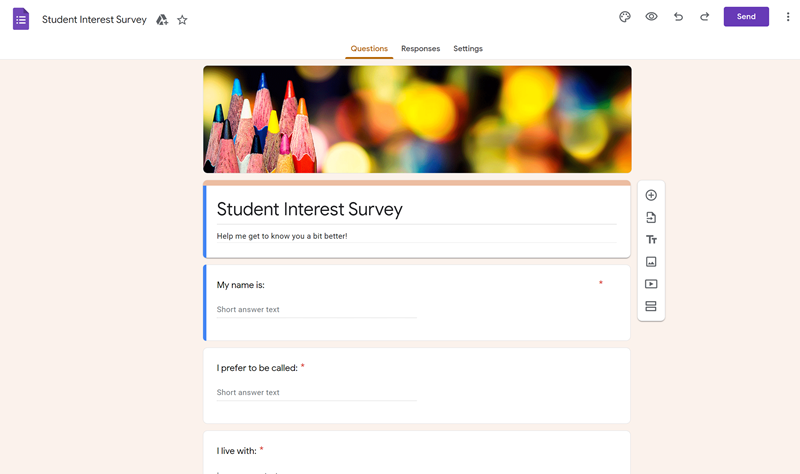 Student Interest Survey
Send
Questions Responses Settings
Student Interest Survey
Help me get to know you a bit better!
My name is: *
Short answer text
I prefer to be called: *
Short answer text
I live with: *